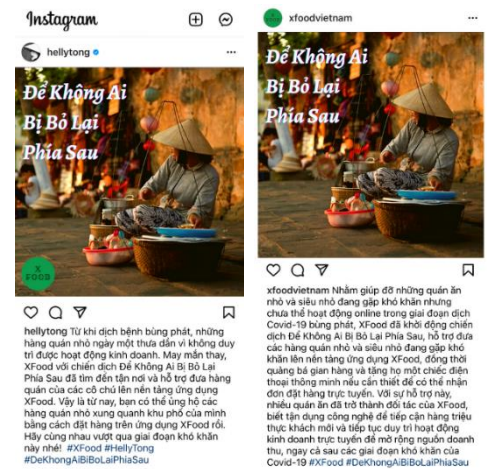 Instagram
hellytong
Để Không Ai
Bị Bỏ Lại
Phía Sau
X
FOOD
hellytong Từ khi dịch bệnh bùng phát, những
hàng quán nhỏ ngày một thưa dần vì không duy
trì được hoạt động kinh doanh. May mắn thay,
XFood với chiến dịch Để Không Ai Bị Bỏ Lại
Phía Sau đã tìm đến tận nơi và hỗ trợ đưa hàng
quán của các cô chú lên nền tảng ứng dụng
XFood. Vậy là từ nay, bạn có thể ủng hộ các
hàng quán nhỏ xung quanh khu phố của mình
bằng cách đặt hàng trên ứng dụng XFood rồi.
Hãy cùng nhau vượt qua giai đoạn khó khăn
này nhé! #XFood #HellyTong
#DeKhongAiBiBoLaiPhiaSau
xfoodvietnam
Để Không Ai
Bị Bỏ Lại
Phía Sau
xfoodvietnam Nhằm giúp đỡ những quán ăn
nhỏ và siêu nhỏ đang gặp khó khăn nhưng
chưa thể hoạt động online trong giai đoạn dịch
Covid-19 bùng phát, XFood đã khởi động chiến
dịch Để Không Ai Bị Bỏ Lại Phía Sau, hỗ trợ đưa
các hàng quán nhỏ và siêu nhỏ đang gặp khó
khăn lên nền tảng ứng dụng XFood, đồng thời
quảng bá gian hàng và tặng họ một chiếc điện
thoại thông minh nếu cần thiết để có thể nhận
đơn đặt hàng trực tuyến. Với sự hỗ trợ này,
nhiều quán ăn đã trở thành đối tác của XFood,
biết tận dụng công nghệ để tiếp cận hàng triệu
thực khách mới và tiếp tục duy trì hoạt động
kinh doanh trực tuyến để mở rộng nguồn doanh
thu, ngay cả sau các giai đoạn khó khăn của
Covid-19 #XFood #DeKhongAiBiBoLaiPhiaSau